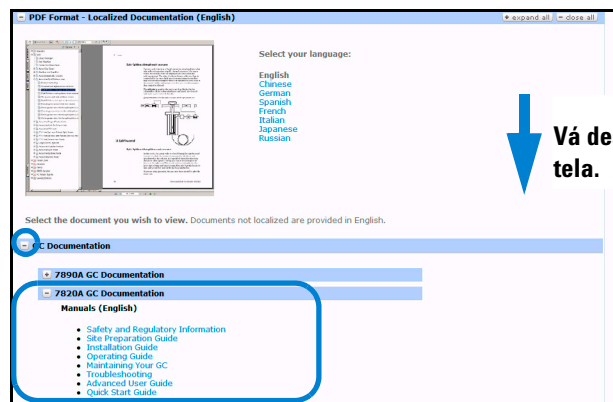 PDF Format - Localized Documentation (English)
expand all
close all
Select your language:
English
Chinese
German
Spanish
French
Italian
Japanese
Russian
Vá de
tela.
Select the document you wish to view. Documents not localized are provided in English.
GC Documentation
7890A GC Documentation
7820A GC Documentation
Manuals (English)
Safety and Regulatory Information
Site Preparation Guide
Installation Guide
Operating Guide
Maintaining Your GC
Troubleshooting
Advanced User Guide
Quick Start Guide